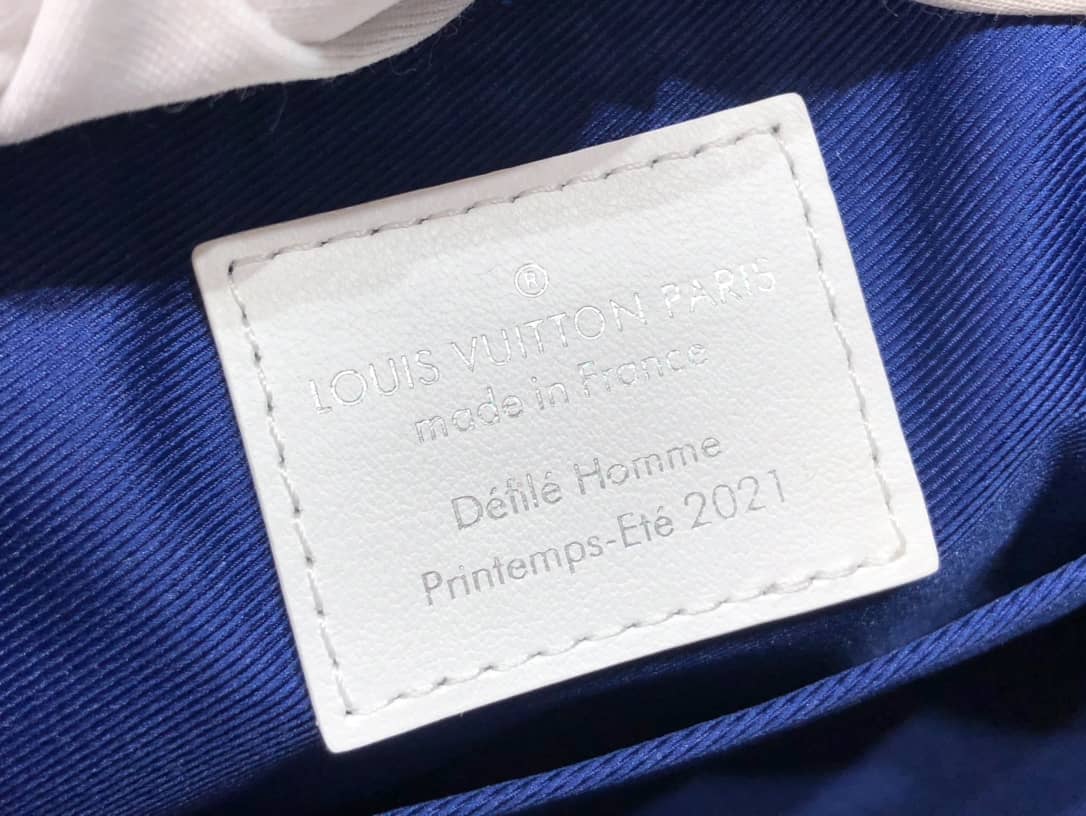 ®
LOUIS VUITTON PARIS
made in France
Défilé Homme
Printemps-Eté 2021